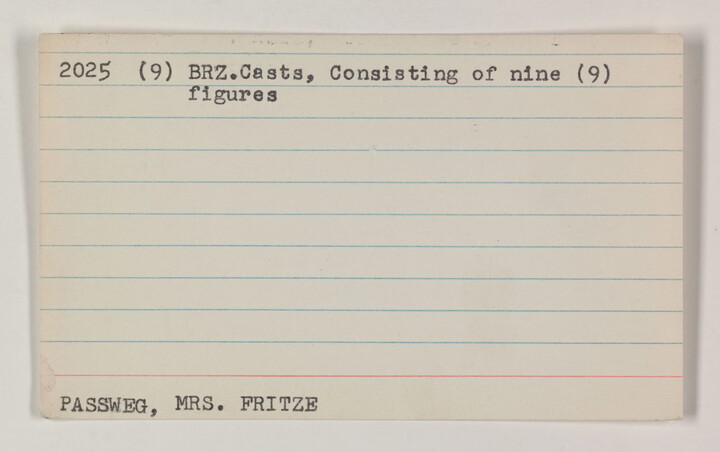 2025 (9) BRZ.Casts, Consisting of nine (9)
figures
PASSWEG, MRS. FRITZE